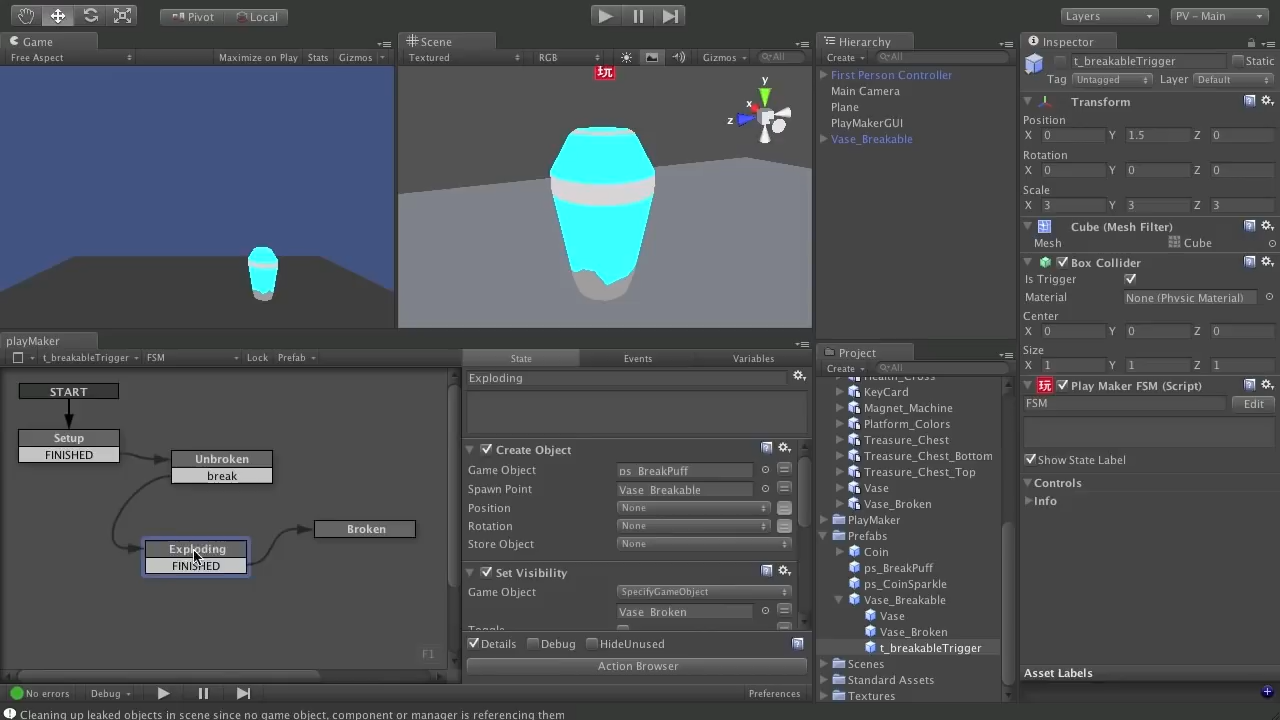 Pivot
Local
Layers
PV - Main
Game
Free Aspect
Maximize on Play
Stats
Gizmos
Scene
Textured
RGB
Gizmos
All
玩
y
x
z
Hierarchy
Create
All
First Person Controller
Main Camera
Plane
PlayMakerGUI
Vase_Breakable
Inspector
t_breakableTrigger
Static
Tag Untagged
Layer Default
Transform
Position
X 0 Y 1.5 Z 0
Rotation
X 0 Y 0 Z 0
Scale
X 3 Y 3 Z 3
Cube (Mesh Filter)
Mesh Cube
Box Collider
Is Trigger
Material None (Physic Material)
Center
X 0 Y 0 Z 0
Size
X 1 Y 1 Z 1
玩 Play Maker FSM (Script)
FSM
Edit
Show State Label
Controls
Info
Asset Labels
playMaker
t_breakableTrigger
FSM
Lock
Prefab
START
Setup
FINISHED
Unbroken
break
Exploding
FINISHED
Broken
F1
State
Events
Variables
Exploding
Create Object
Game Object ps_BreakPuff
Spawn Point Vase_Breakable
Position None
Rotation None
Store Object None
Set Visibility
Game Object SpecifyGameObject
Vase_Broken
Details
Debug
HideUnused
Action Browser
No errors
Debug
Preferences
Project
Create
All
Health_Cross
KeyCard
Magnet_Machine
Platform_Colors
Treasure_Chest
Treasure_Chest_Bottom
Treasure_Chest_Top
Vase
Vase_Broken
PlayMaker
Prefabs
Coin
ps_BreakPuff
ps_CoinSparkle
Vase_Breakable
Vase
Vase_Broken
t_breakableTrigger
Scenes
Standard Assets
Textures
Cleaning up leaked objects in scene since no game object, component or manager is referencing them